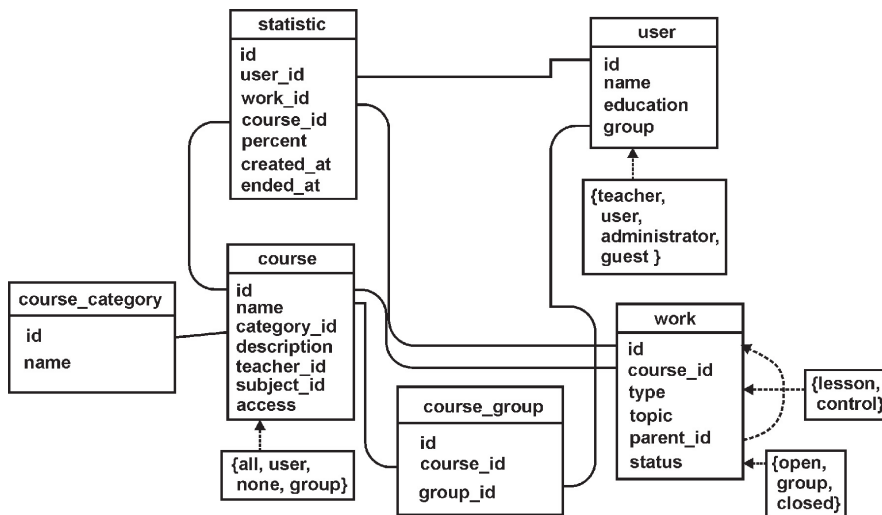 statistic
id
user_id
work_id
course_id
percent
created_at
ended_at
user
id
name
education
group
{teacher,
user,
administrator,
guest }
course_category
id
name
course
id
name
category_id
description
teacher_id
subject_id
access
{all, user,
none, group}
course_group
id
course_id
group_id
work
id
course_id
type
topic
parent_id
status
{lesson,
control}
{open,
group,
closed}